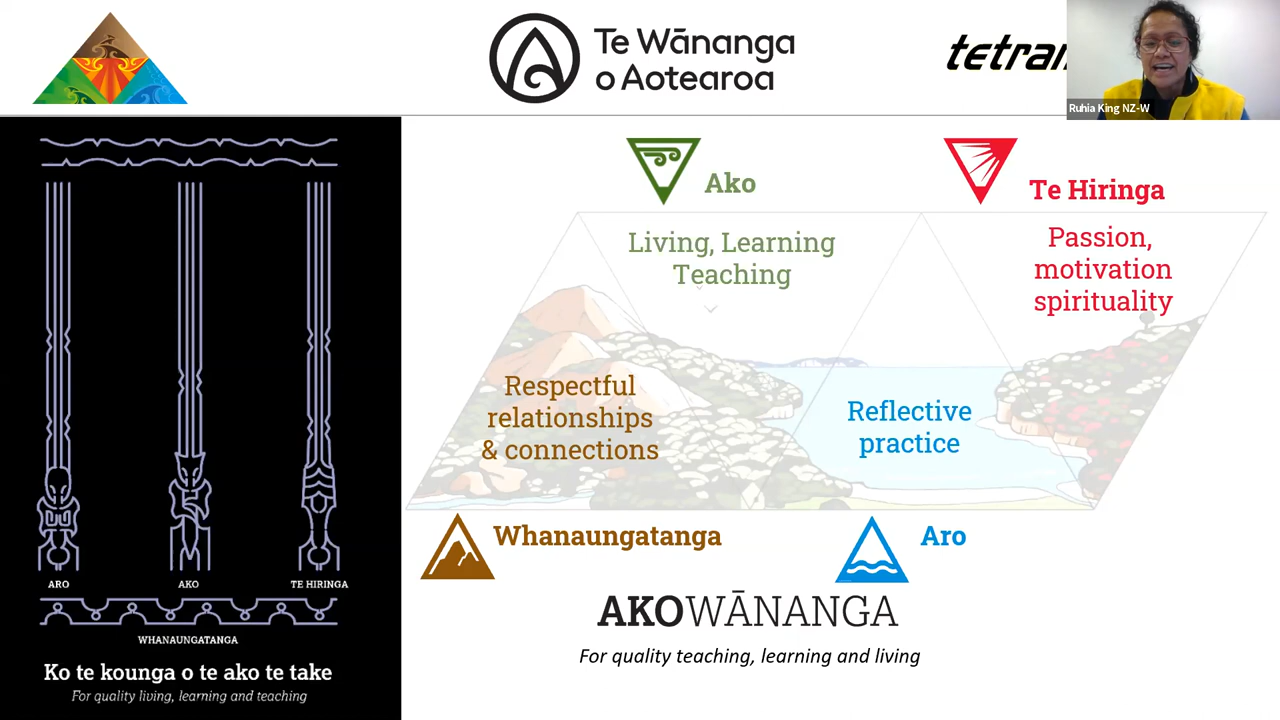 Te Wānanga
o Aotearoa
Ruhia King NZ-W
ARO
AKO
TE HIRINGA
WHANAUNGATANGA
Ko te kounga o te ako te take
For quality living, learning and teaching
Ako
Te Hiringa
Living, Learning
Teaching
Passion,
motivation
spirituality
Respectful
relationships
& connections
Reflective
practice
Whanaungatanga
Aro
AKOWĀNANGA
For quality teaching, learning and living